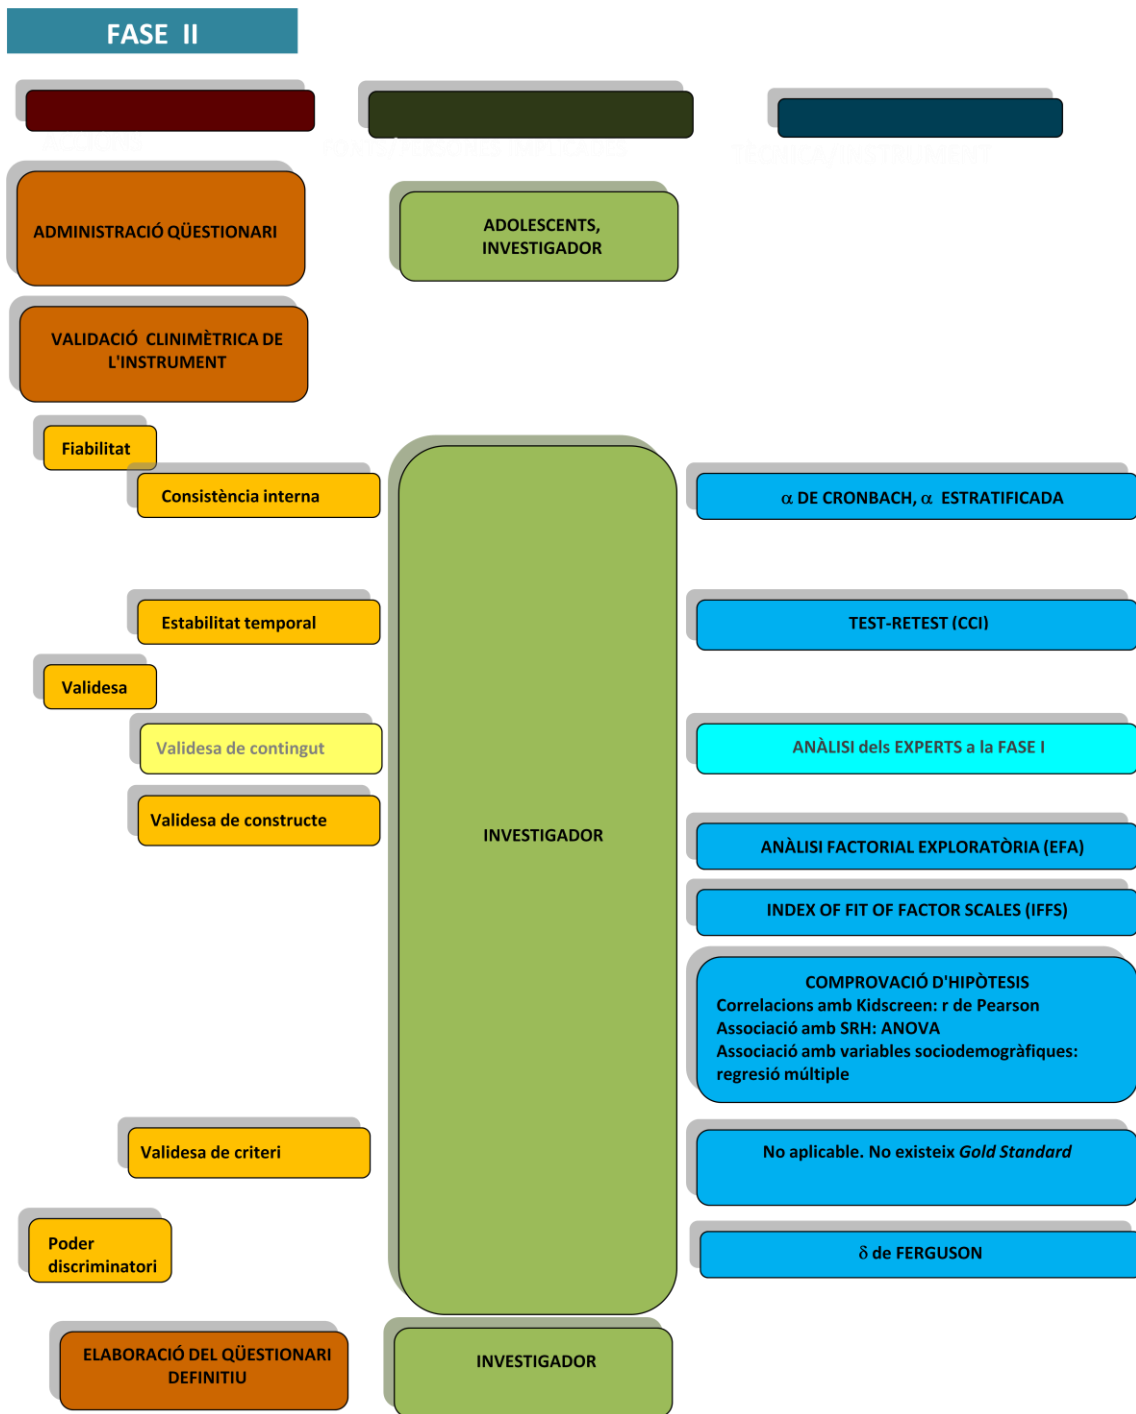 FASE II
ADMINISTRACIÓ QÜESTIONARI
ADOLESCENTS,
INVESTIGADOR
VALIDACIÓ CLINIMÈTRICA DE
L'INSTRUMENT
Fiabilitat
Consistència interna
α DE CRONBACH, α ESTRATIFICADA
Estabilitat temporal
TEST-RETEST (CCI)
Validesa
Validesa de contingut
ANÀLISI dels EXPERTS a la FASE I
Validesa de constructe
INVESTIGADOR
ANÀLISI FACTORIAL EXPLORATÒRIA (EFA)
INDEX OF FIT OF FACTOR SCALES (IFFS)
COMPROVACIÓ D'HIPÒTESIS
Correlacions amb Kidscreen: r de Pearson
Associació amb SRH: ANOVA
Associació amb variables sociodemogràfiques:
regresió múltiple
Validesa de criteri
No aplicable. No existeix Gold Standard
Poder
discriminatori
δ de FERGUSON
ELABORACIÓ DEL QÜESTIONARI
DEFINITIU
INVESTIGADOR